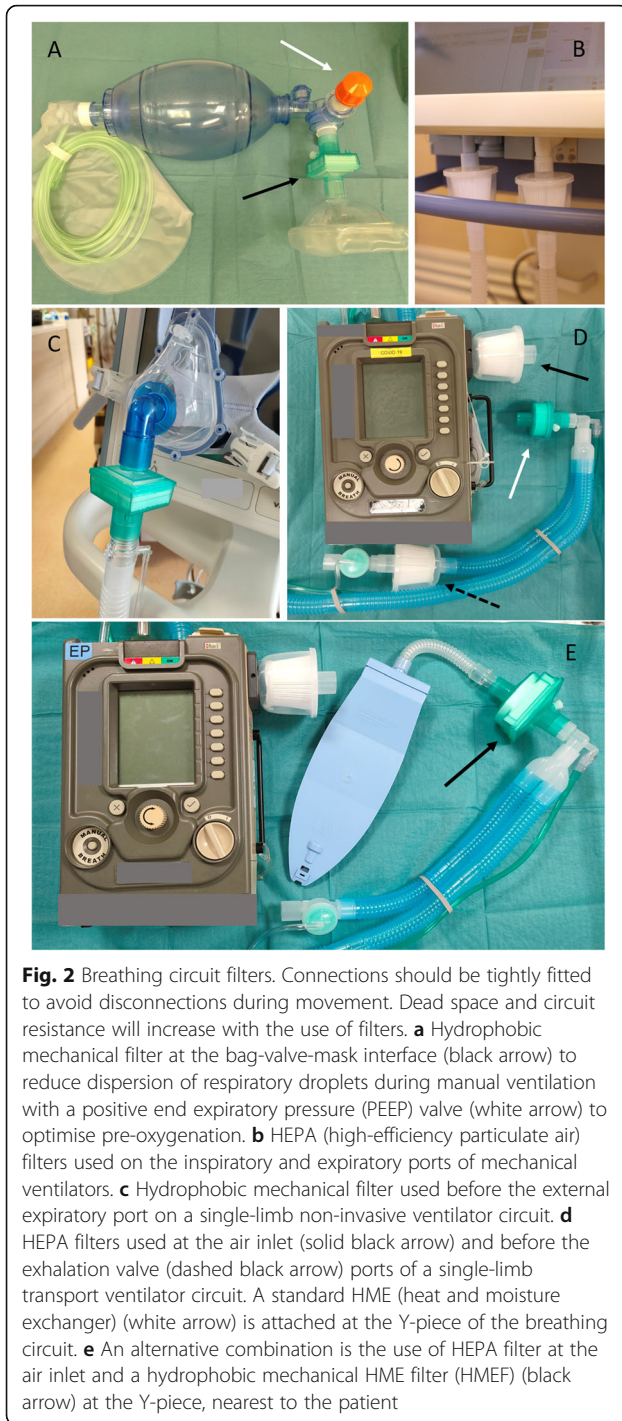 A
B
C
D
COVID 19
MANUAL
BREATH
E
EP
MANUAL
BREATH
Fig. 2 Breathing circuit filters. Connections should be tightly fitted
to avoid disconnections during movement. Dead space and circuit
resistance will increase with the use of filters. a Hydrophobic
mechanical filter at the bag-valve-mask interface (black arrow) to
reduce dispersion of respiratory droplets during manual ventilation
with a positive end expiratory pressure (PEEP) valve (white arrow) to
optimise pre-oxygenation. b HEPA (high-efficiency particulate air)
filters used on the inspiratory and expiratory ports of mechanical
ventilators. c Hydrophobic mechanical filter used before the external
expiratory port on a single-limb non-invasive ventilator circuit. d
HEPA filters used at the air inlet (solid black arrow) and before the
exhalation valve (dashed black arrow) ports of a single-limb
transport ventilator circuit. A standard HME (heat and moisture
exchanger) (white arrow) is attached at the Y-piece of the breathing
circuit. e An alternative combination is the use of HEPA filter at the
air inlet and a hydrophobic mechanical HME filter (HMEF) (black
arrow) at the Y-piece, nearest to the patient